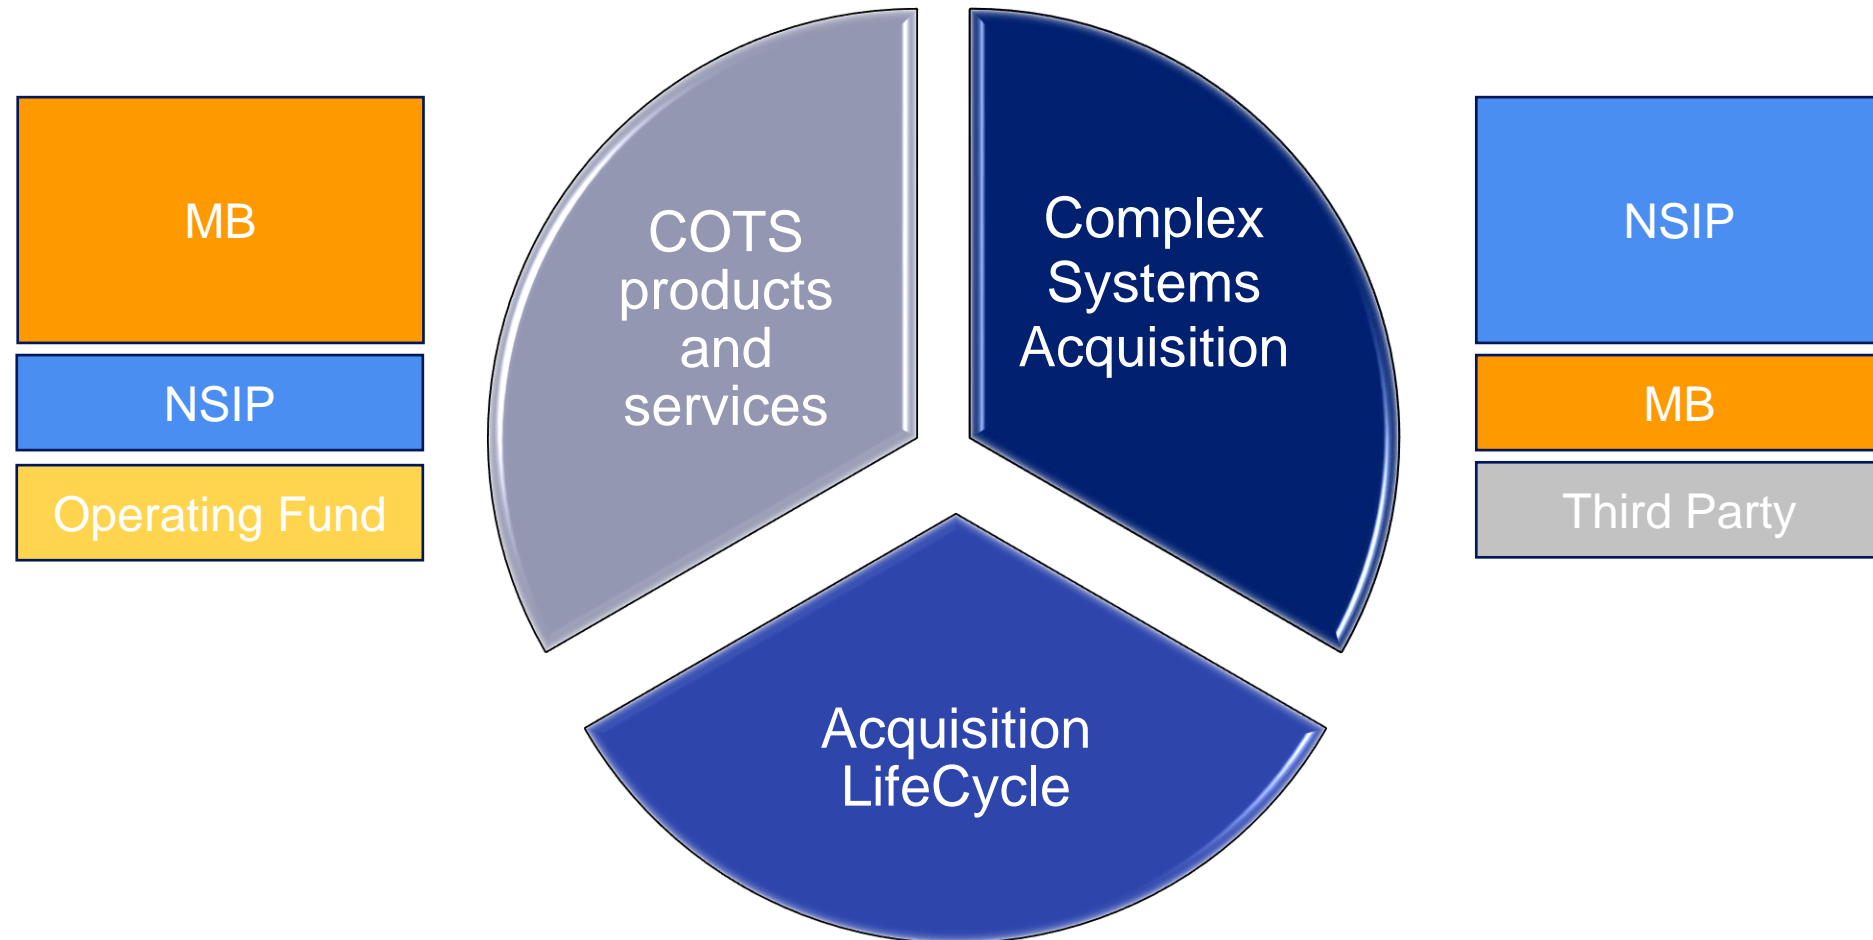 MB
NSIP
Operating Fund
COTS
products
and
services
Complex
Systems
Acquisition
Acquisition
LifeCycle
NSIP
MB
Third Party